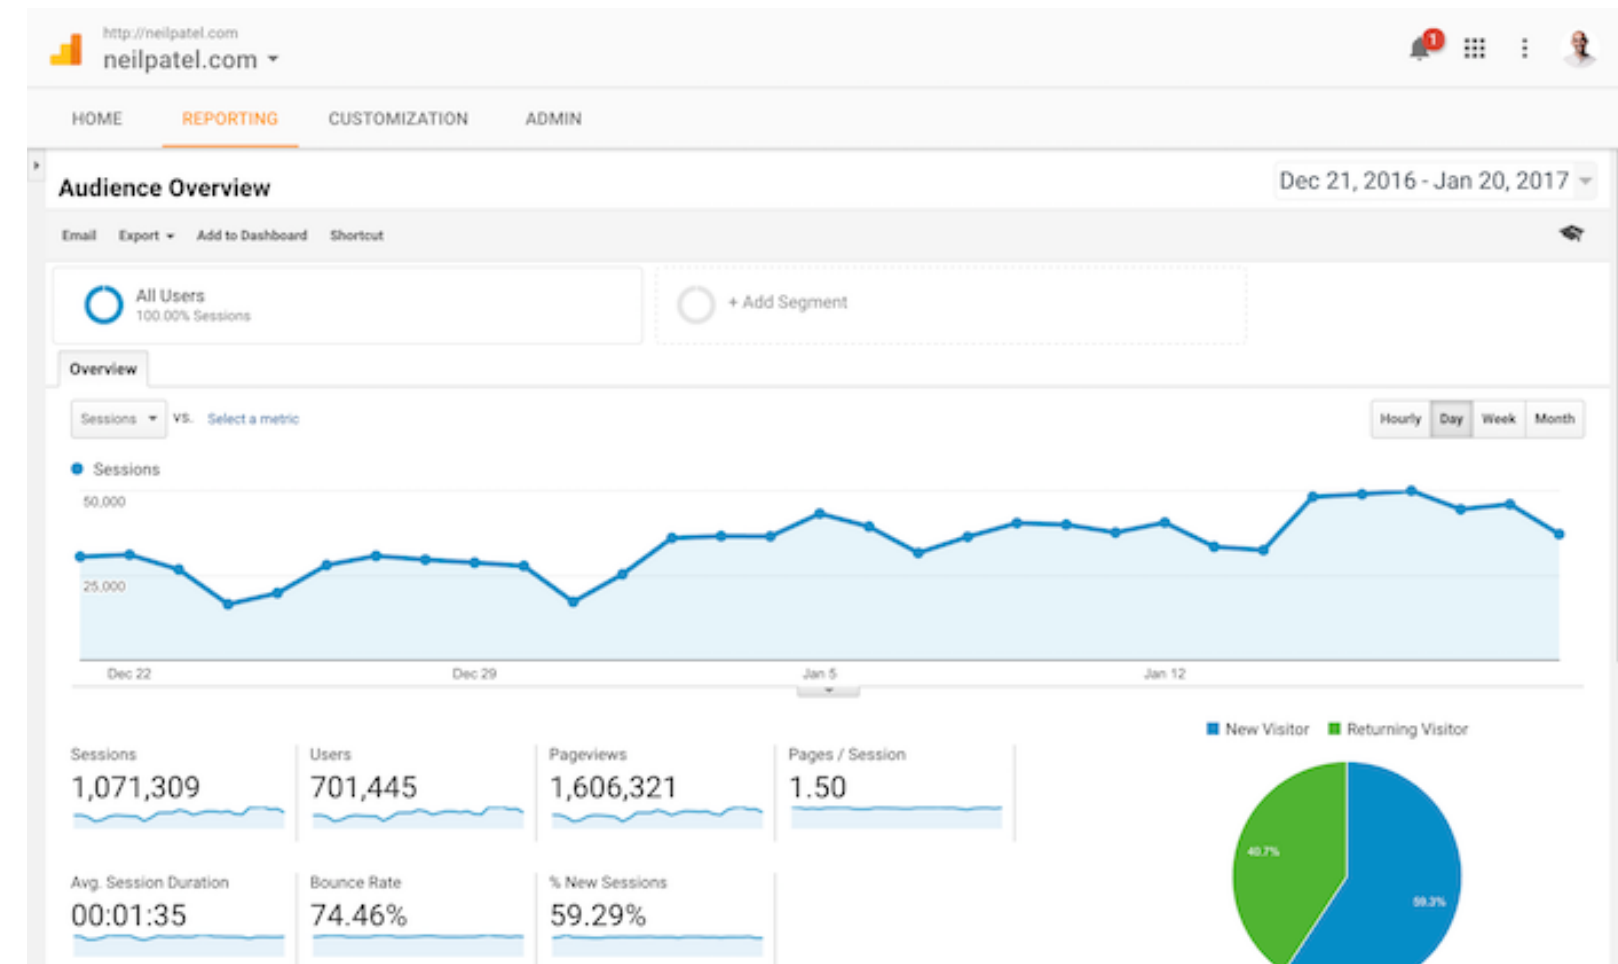 http://neilpatel.com
neilpatel.com
1
HOME REPORTING CUSTOMIZATION ADMIN
Audience Overview
Dec 21, 2016 - Jan 20, 2017
Email Export Add to Dashboard Shortcut
All Users
100.00% Sessions
+ Add Segment
Overview
Sessions VS. Select a metric
Hourly Day Week Month
Sessions
50,000
25,000
Dec 22 Dec 29 Jan 5 Jan 12
New Visitor Returning Visitor
Sessions Users Pageviews Pages / Session
1,071,309 701,445 1,606,321 1.50
40.7%
59.3%
Avg. Session Duration Bounce Rate % New Sessions
00:01:35 74.46% 59.29%